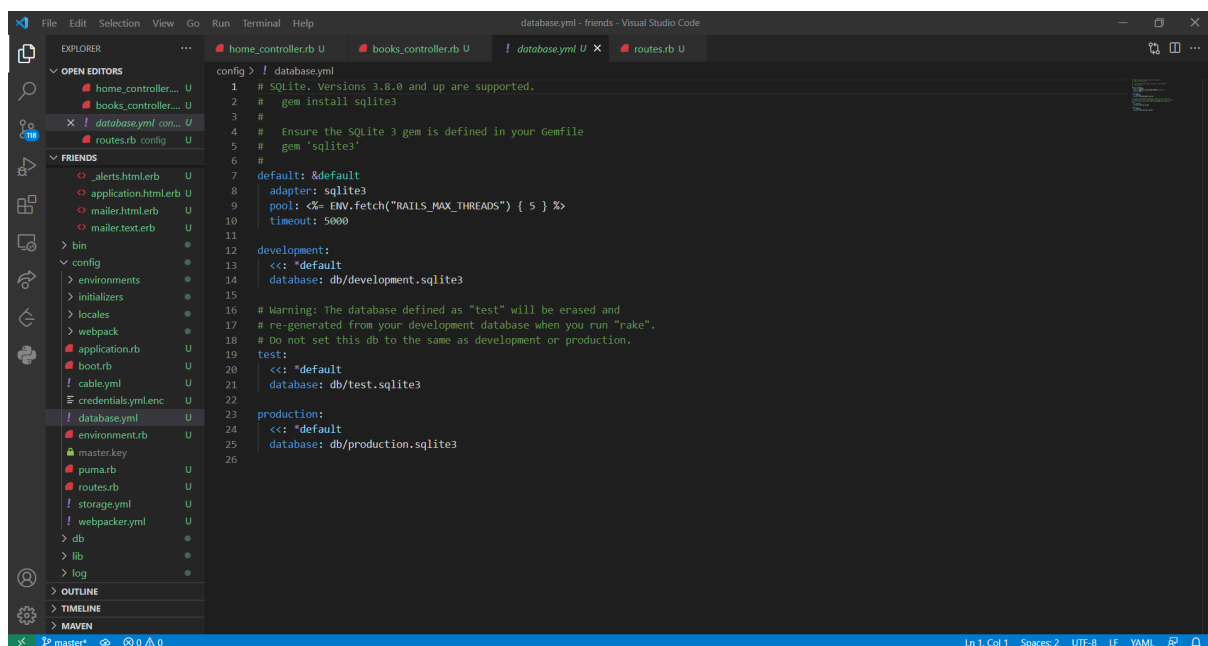 File Edit Selection View Go Run Terminal Help
database.yml - friends - Visual Studio Code
EXPLORER
home_controller.rb U
books_controller.rb U
! database.yml U
routes.rb U
OPEN EDITORS
home_controller.... U
books_controller.... U
! database.yml con... U
routes.rb config U
118
FRIENDS
_alerts.html.erb U
application.html.erb U
mailer.html.erb U
mailer.text.erb U
bin
config
environments
initializers
locales
webpack
application.rb U
boot.rb U
! cable.yml U
credentials.yml.enc U
! database.yml U
environment.rb U
master.key
puma.rb U
routes.rb U
! storage.yml U
! webpacker.yml U
db
lib
log
OUTLINE
TIMELINE
MAVEN
config > ! database.yml
1 # SQLite. Versions 3.8.0 and up are supported.
2 #   gem install sqlite3
3 #
4 #   Ensure the SQLite 3 gem is defined in your Gemfile
5 #   gem 'sqlite3'
6 #
7 default: &default
8   adapter: sqlite3
9   pool: <%= ENV.fetch("RAILS_MAX_THREADS") { 5 } %>
10   timeout: 5000
11
12 development:
13   <<: *default
14   database: db/development.sqlite3
15
16 # Warning: The database defined as "test" will be erased and
17 # re-generated from your development database when you run "rake".
18 # Do not set this db to the same as development or production.
19 test:
20   <<: *default
21   database: db/test.sqlite3
22
23 production:
24   <<: *default
25   database: db/production.sqlite3
26
master* 0 0 Ln 1, Col 1 Spaces: 2 UTF-8 LF YAML